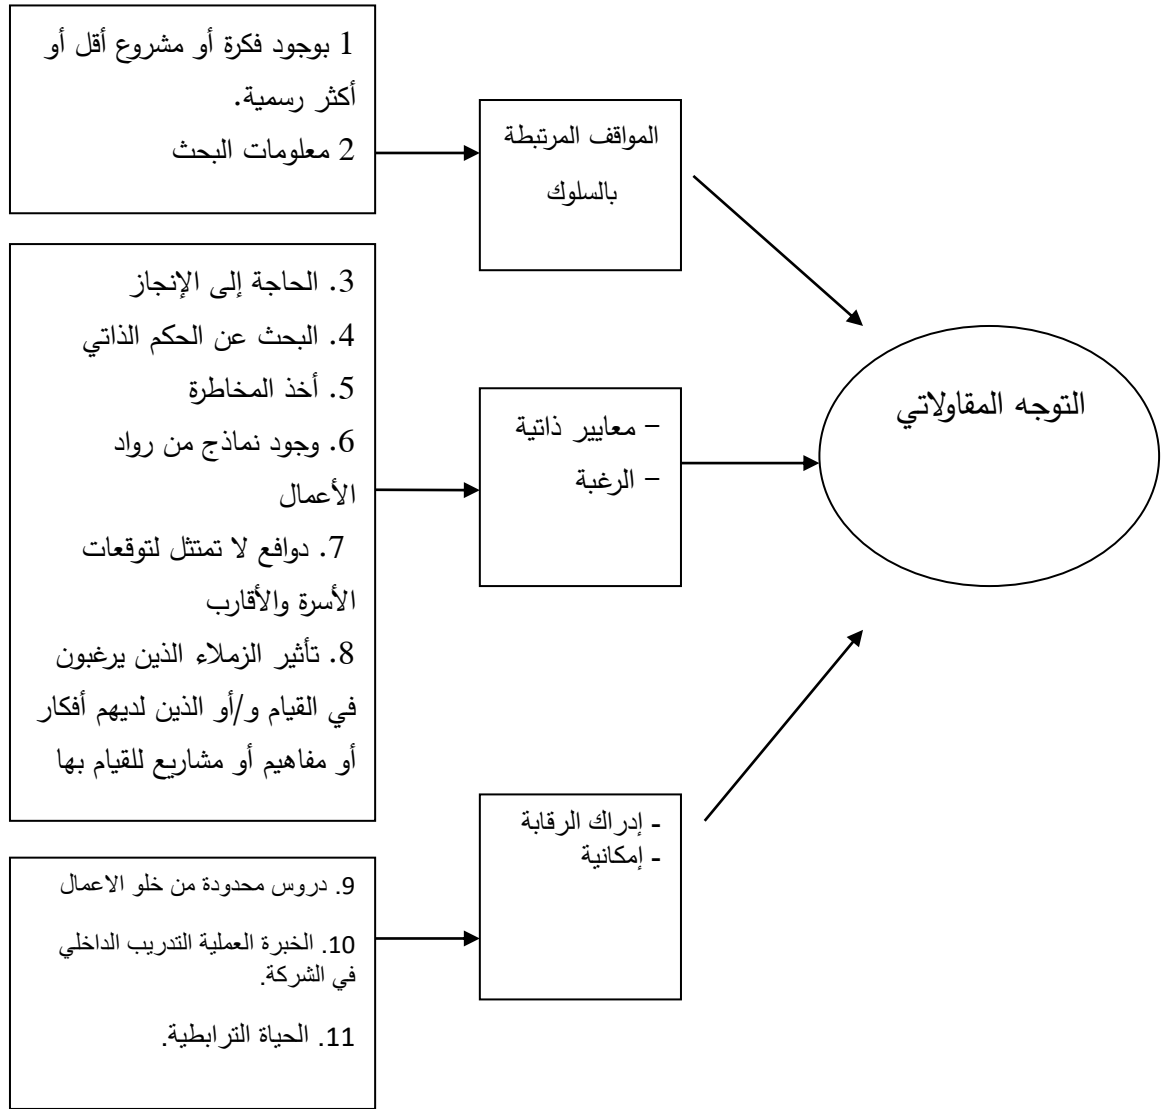 1 بوجود فكرة أو مشروع أقل أو
أكثر رسمية.
2 معلومات البحث
المواقف المرتبطة
بالسلوك
3. الحاجة إلى الإنجاز
4. البحث عن الحكم الذاتي
5. أخذ المخاطرة
6. وجود نماذج من رواد
الأعمال
7. دوافع لا تمتثل لتوقعات
الأسرة والأقارب
8. تأثير الزملاء الذين يرغبون
في القيام و/أو الذين لديهم أفكار
أو مفاهيم أو مشاريع للقيام بها
– معايير ذاتية
– الرغبة
التوجه المقاولاتي
9. دروس محدودة من خلو الاعمال
10. الخبرة العملية التدريب الداخلي
في الشركة.
11. الحياة الترابطية.
- إدراك الرقابة
- إمكانية